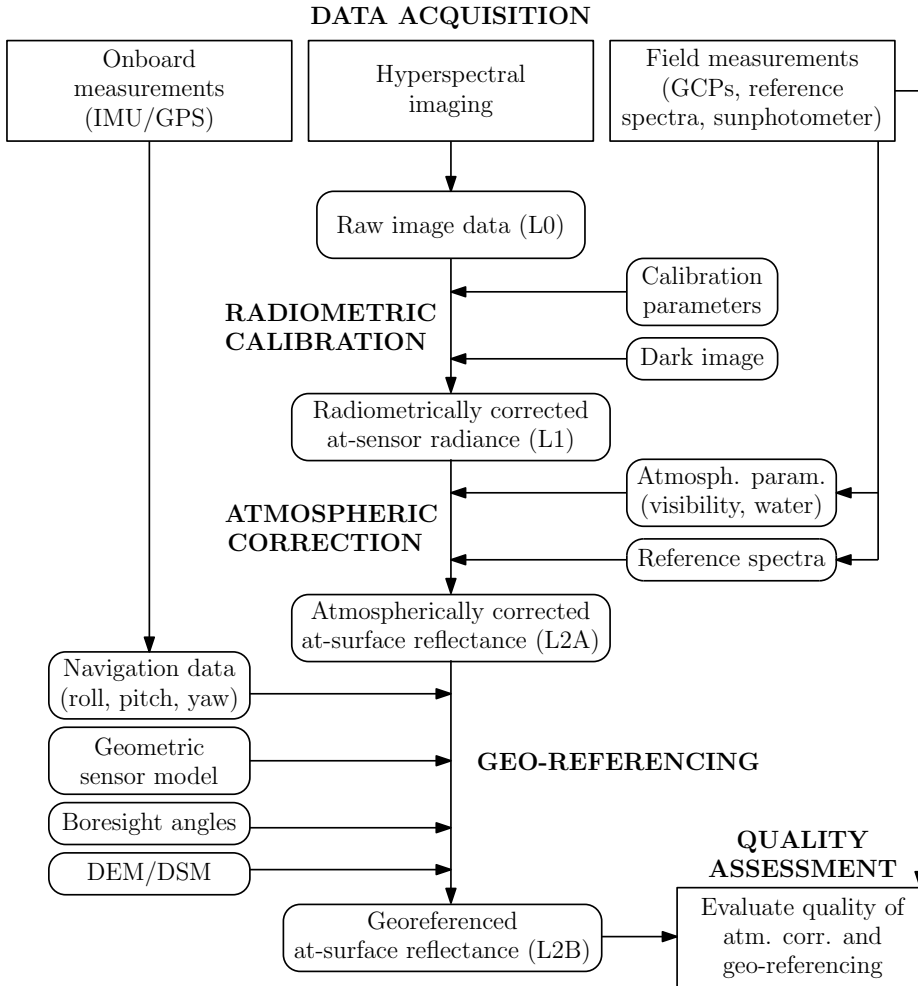 DATA ACQUISITION
Onboard
measurements
(IMU/GPS)
Hyperspectral
imaging
Field measurements
(GCPs, reference
spectra, sunphotometer)
Raw image data (L0)
Calibration
parameters
RADIOMETRIC
CALIBRATION
Dark image
Radiometrically corrected
at-sensor radiance (L1)
Atmosph. param.
(visibility, water)
ATMOSPHERIC
CORRECTION
Reference spectra
Atmospherically corrected
at-surface reflectance (L2A)
Navigation data
(roll, pitch, yaw)
Geometric
sensor model
GEO-REFERENCING
Boresight angles
DEM/DSM
QUALITY
ASSESSMENT
Georeferenced
at-surface reflectance (L2B)
Evaluate quality of
atm. corr. and
geo-referencing